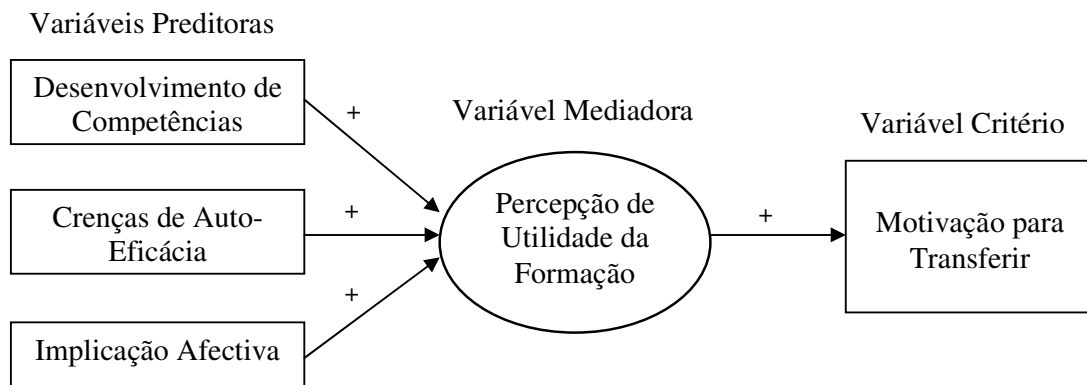 Variáveis Preditoras
Desenvolvimento de
Competências
+
Variável Mediadora
Variável Critério
Crenças de Auto-
Eficácia
+
Percepção de
Utilidade da
Formação
+
Motivação para
Transferir
+
Implicação Afectiva